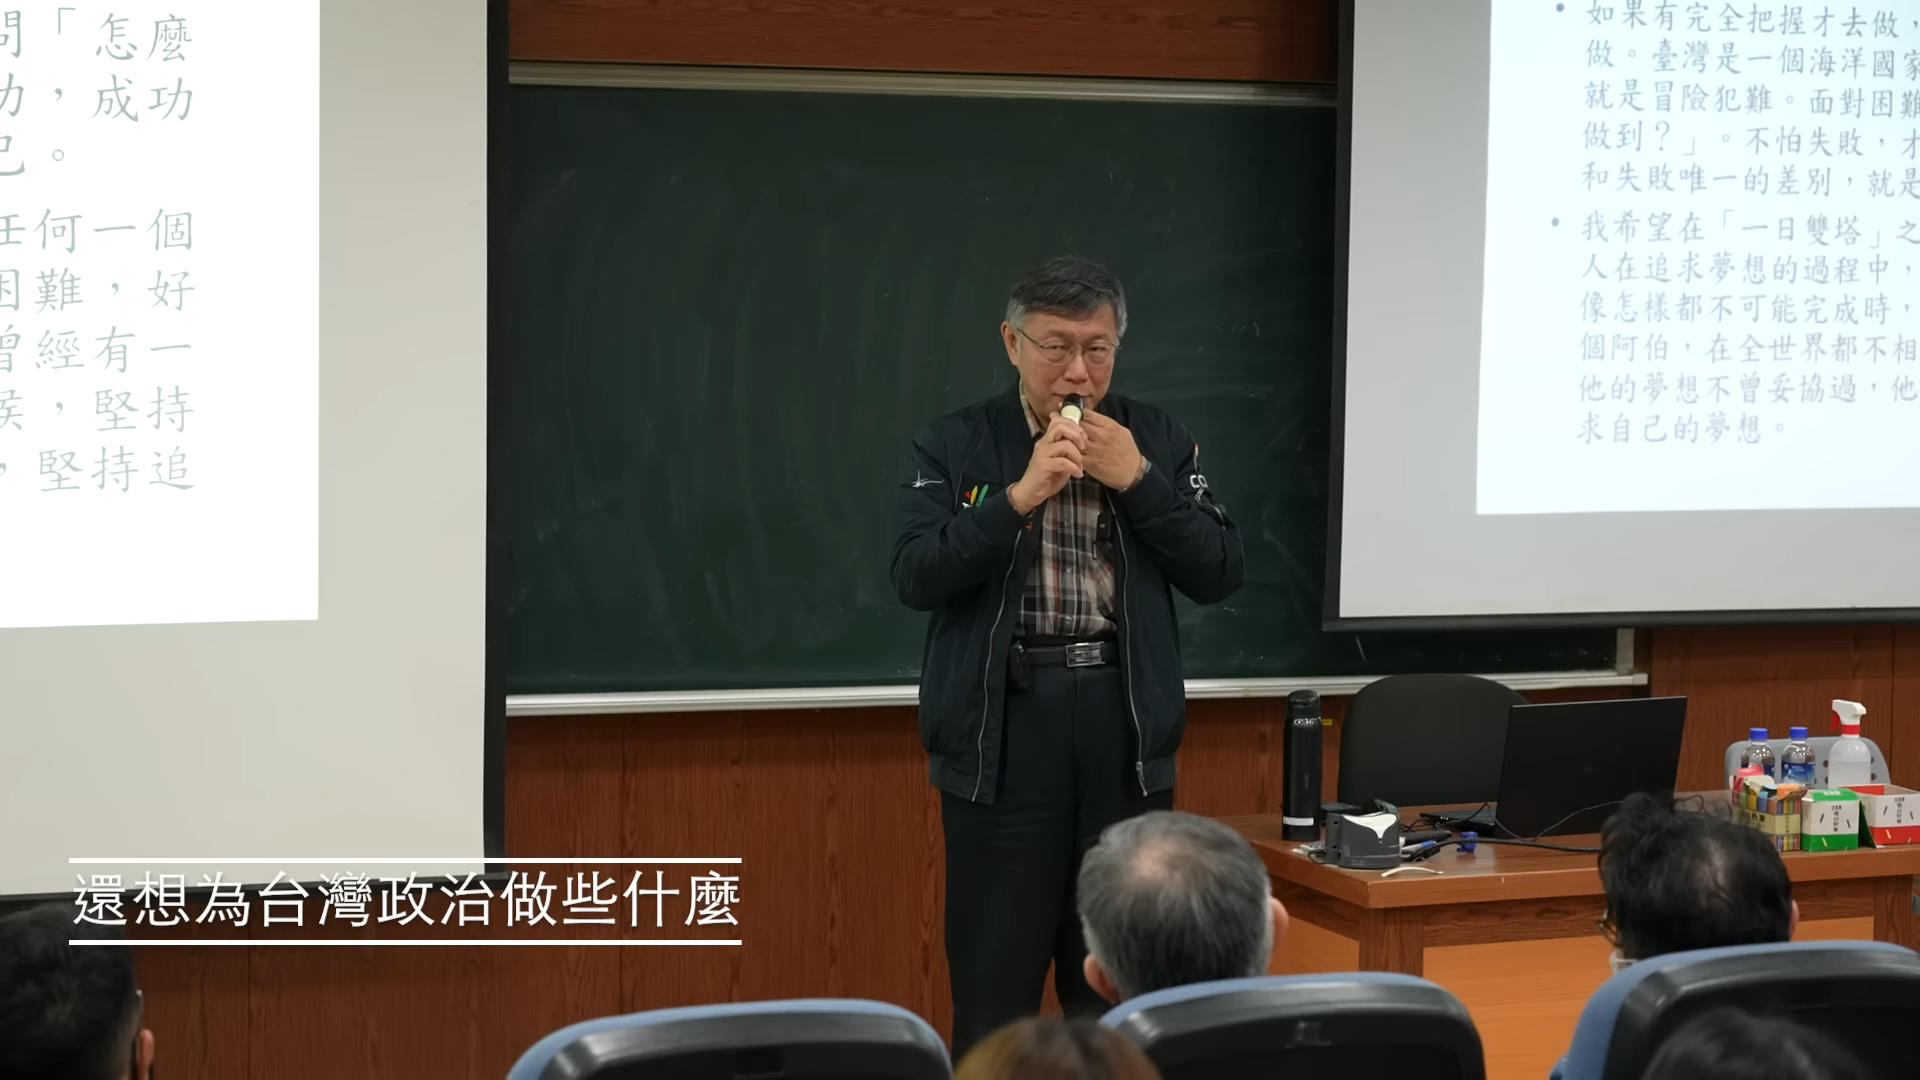 問「怎麼
功，成功
己。
任何一個
困難，好
曾經有一
候，堅持
，堅持追
如果有完全把握才去做，
做。臺灣是一個海洋國家
就是冒險犯難。面對困難
做到？」。不怕失敗，才
和失敗唯一的差別，就是
我希望在「一日雙塔」之
人在追求夢想的過程中，
像怎樣都不可能完成時，
個阿伯，在全世界都不相
他的夢想不曾妥協過，他
求自己的夢想。
還想為台灣政治做些什麼